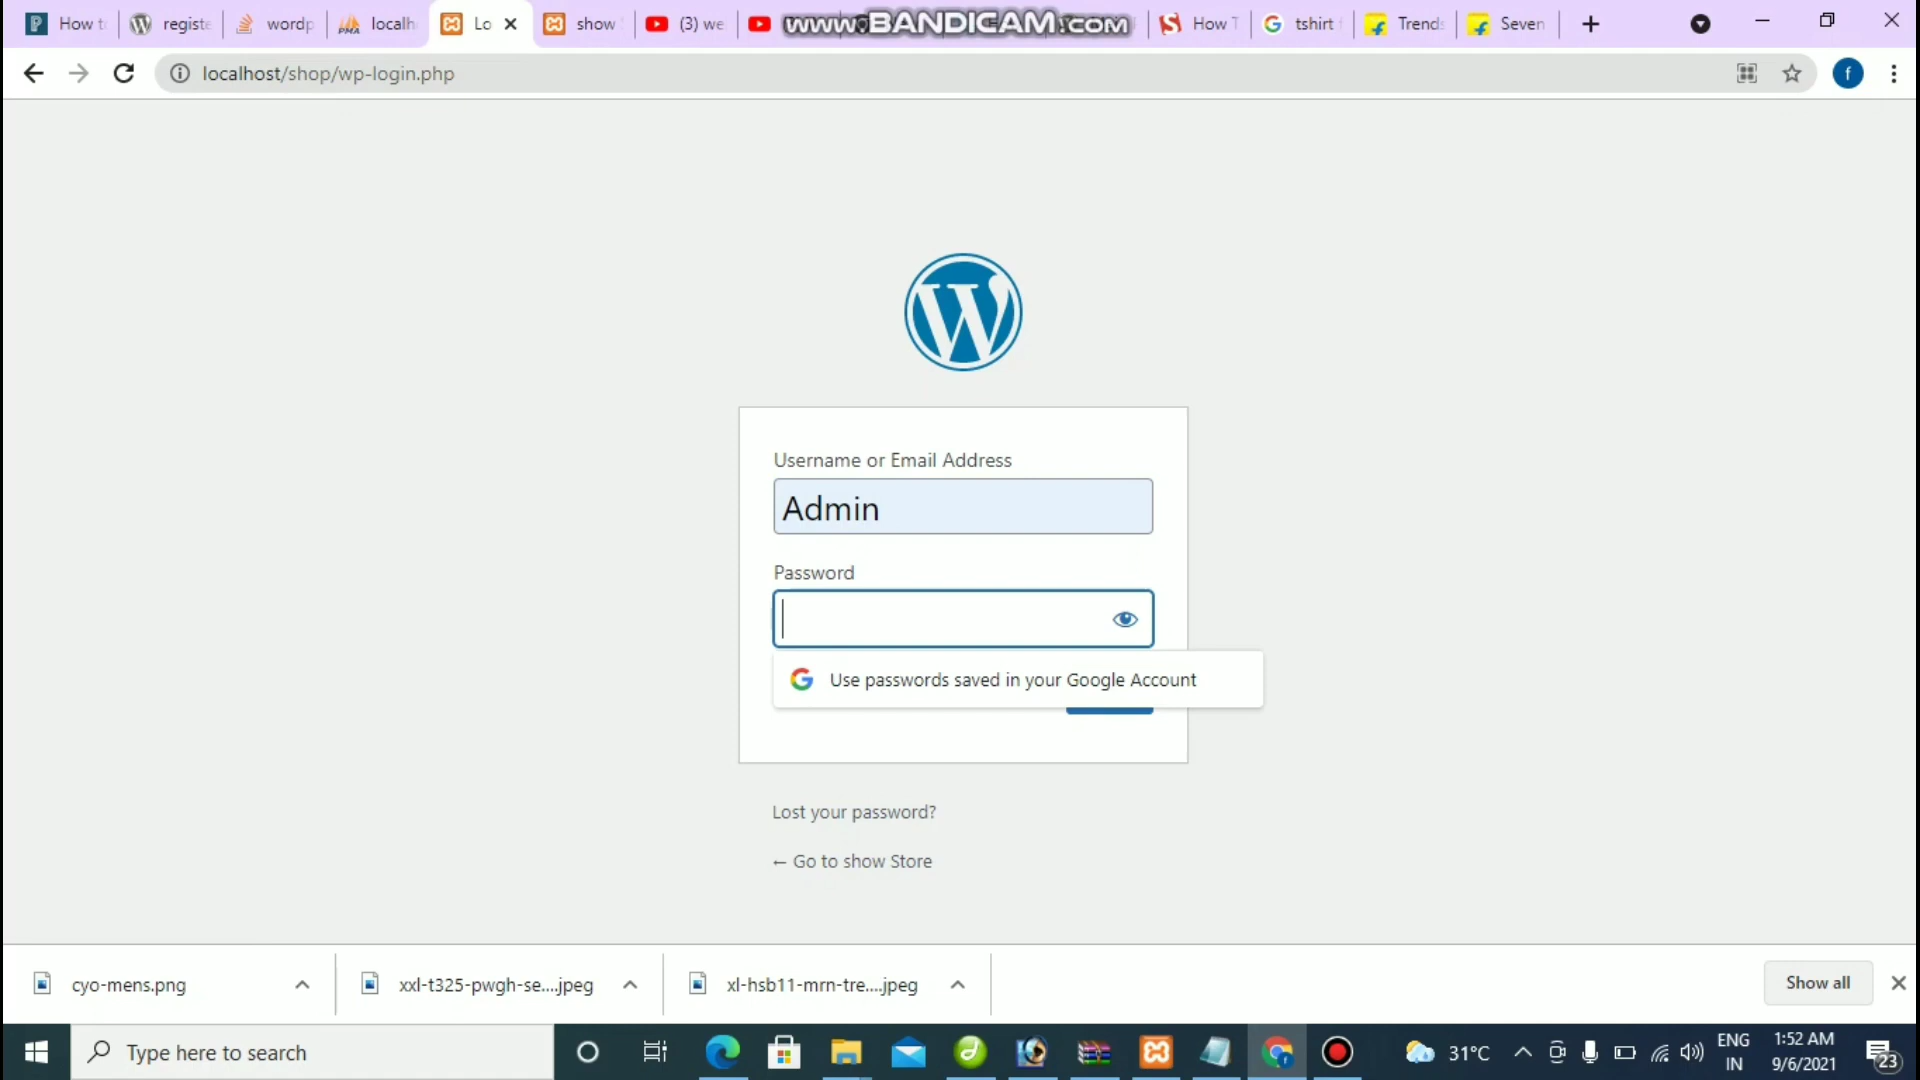 How t
registe
wordp
localh
Lo
show
(3) we
www.BANDICAM.com
How T
tshirt
Trends
Seven
localhost/shop/wp-login.php
f
Username or Email Address
Admin
Password
Use passwords saved in your Google Account
Lost your password?
← Go to show Store
cyo-mens.png
xxl-t325-pwgh-se....jpeg
xl-hsb11-mrn-tre....jpeg
Show all
Type here to search
31°C
ENG
IN
1:52 AM
9/6/2021
23